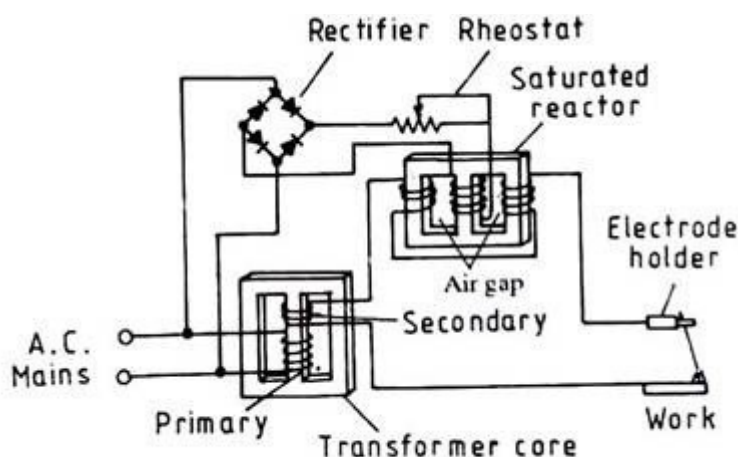 Rectifier
Rheostat
Saturated
reactor
Electrode
holder
Air gap
Secondary
A.C.
Mains
Primary
Transformer core
Work